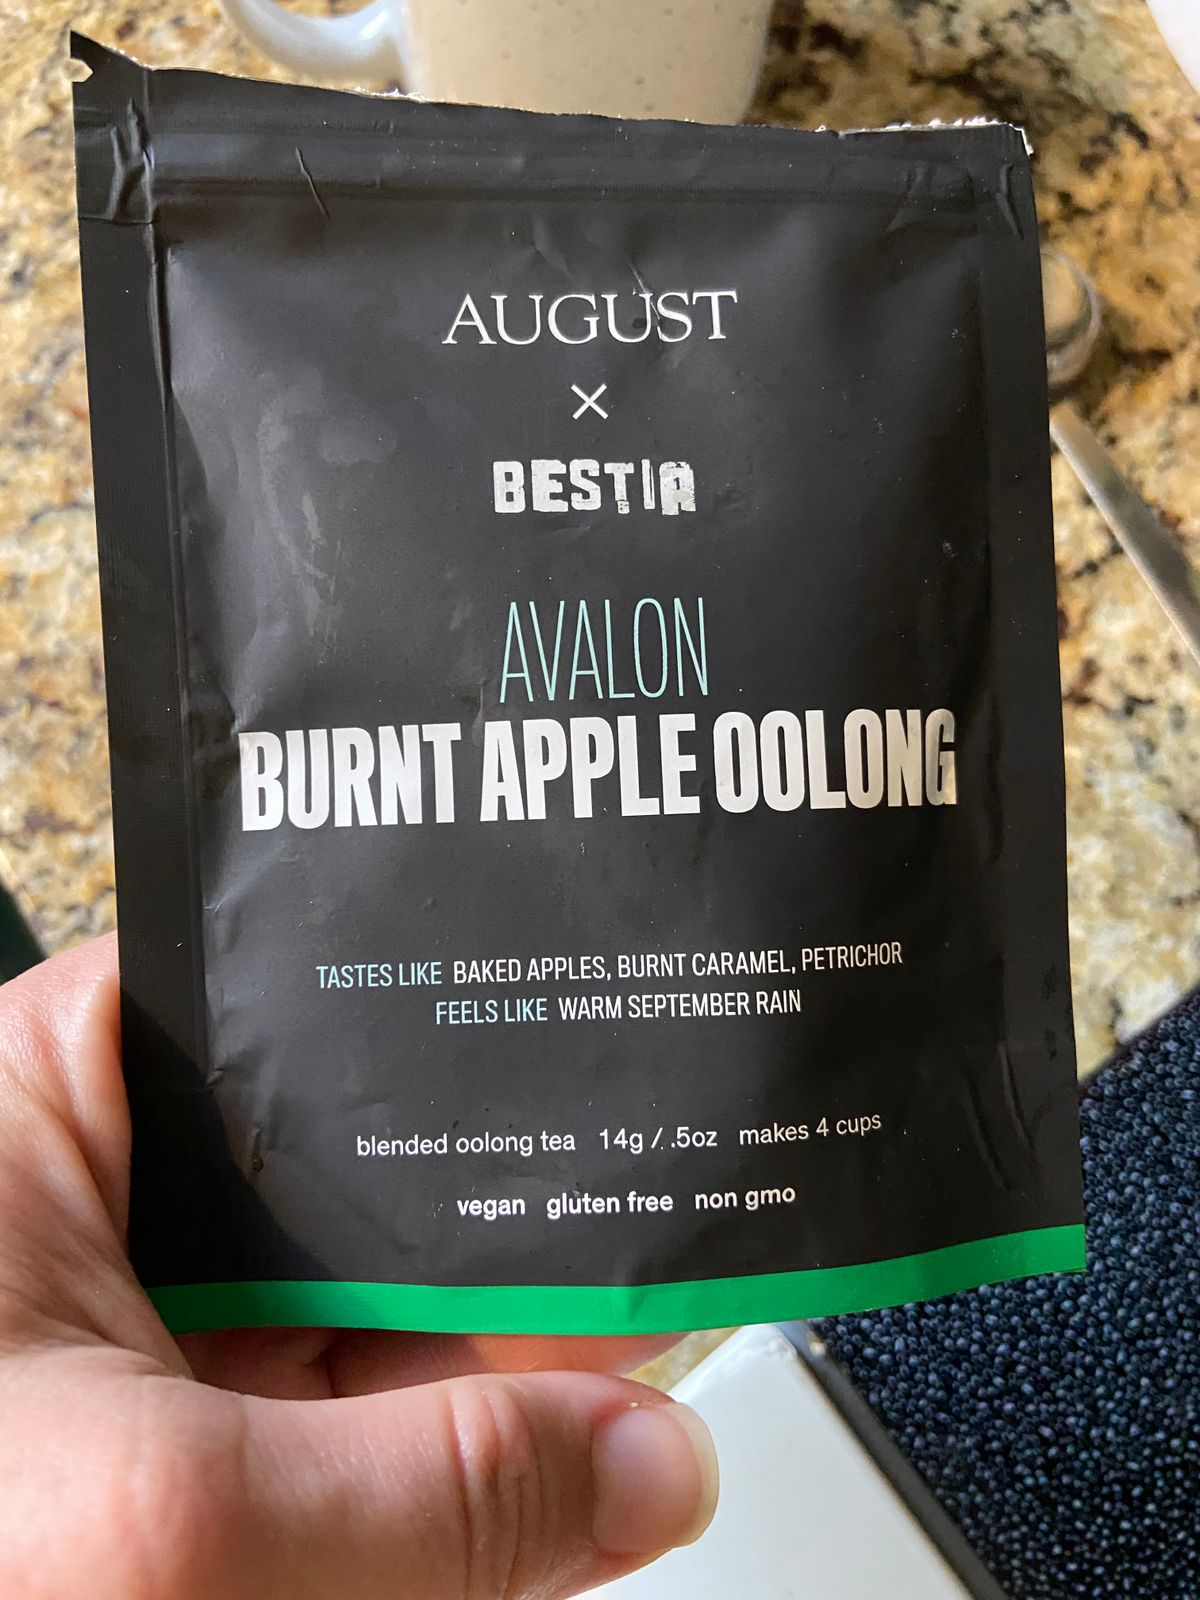 AUGUST
×
BESTIA
AVALON
BURNT APPLE OOLONG
TASTES LIKE BAKED APPLES, BURNT CARAMEL, PETRICHOR
FEELS LIKE WARM SEPTEMBER RAIN
blended oolong tea 14g / .5oz makes 4 cups
vegan gluten free non gmo